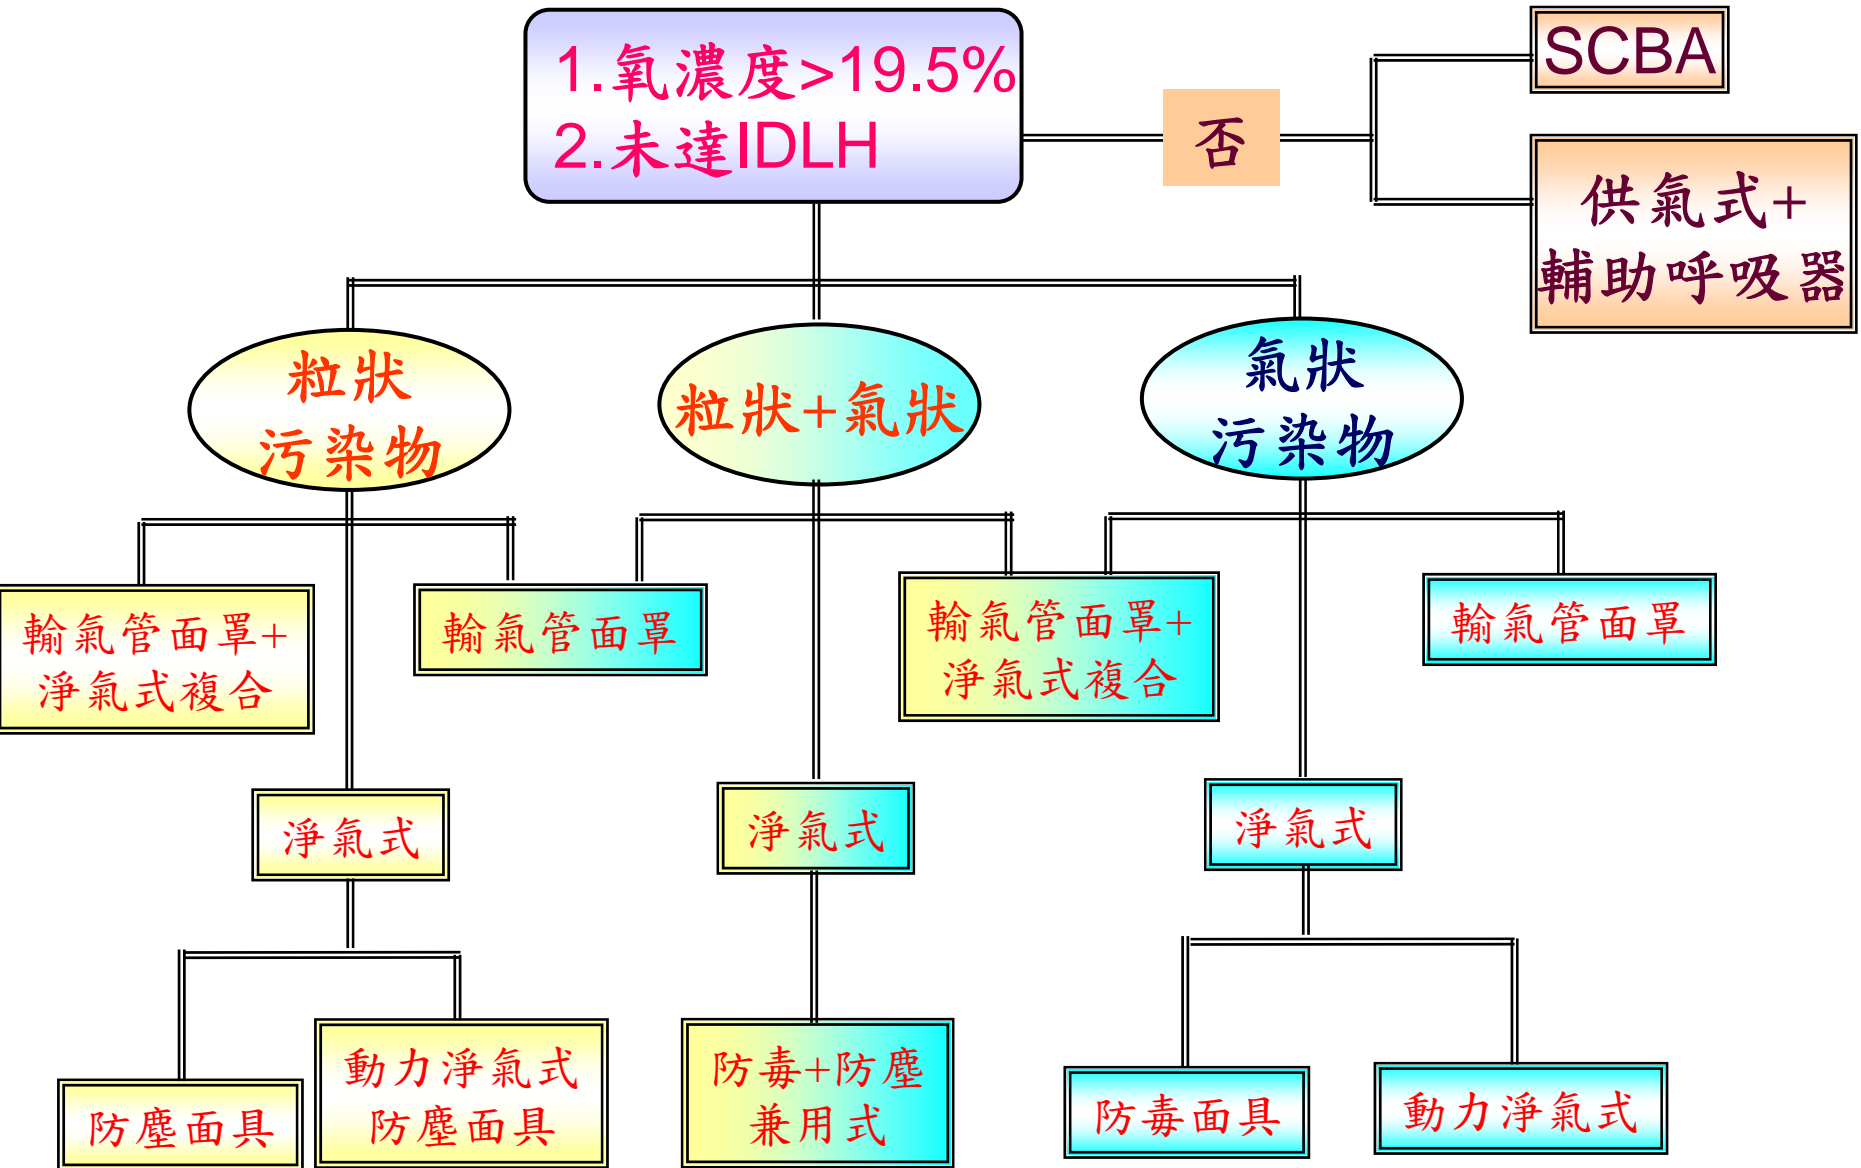 1.氧濃度>19.5%
2.未達IDLH
否
SCBA
供氣式+
輔助呼吸器
粒狀
污染物
粒狀+氣狀
氣狀
污染物
輸氣管面罩+
淨氣式複合
輸氣管面罩
輸氣管面罩+
淨氣式複合
輸氣管面罩
淨氣式
淨氣式
淨氣式
防塵面具
動力淨氣式
防塵面具
防毒+防塵
兼用式
防毒面具
動力淨氣式